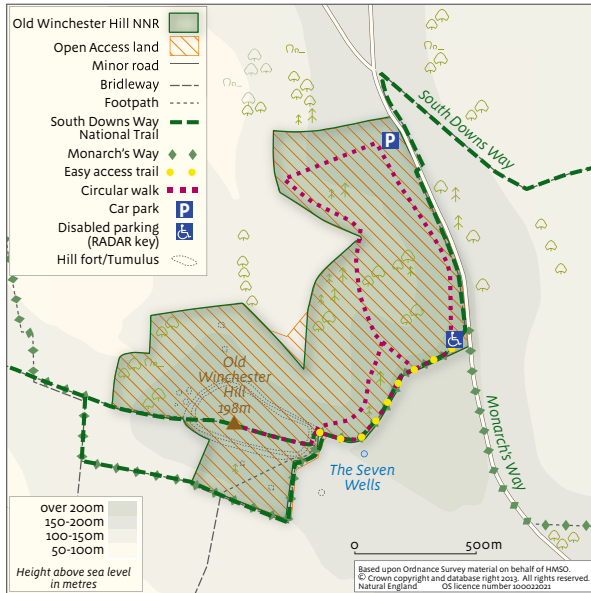 Old Winchester Hill NNR
Open Access land
Minor road
Bridleway
Footpath
South Downs Way
National Trail
Monarch's Way
Easy access trail
Circular walk
Car park
P
Disabled parking
(RADAR key)
Hill fort/Tumulus
P
South Downs Way
Old
Winchester
Hill
198m
The Seven
Wells
Monarch's Way
over 200m
150-200m
100-150m
50-100m
Height above sea level
in metres
0 500m
Based upon Ordnance Survey material on behalf of HMSO.
© Crown copyright and database right 2013. All rights reserved.
Natural England OS licence number 100022021